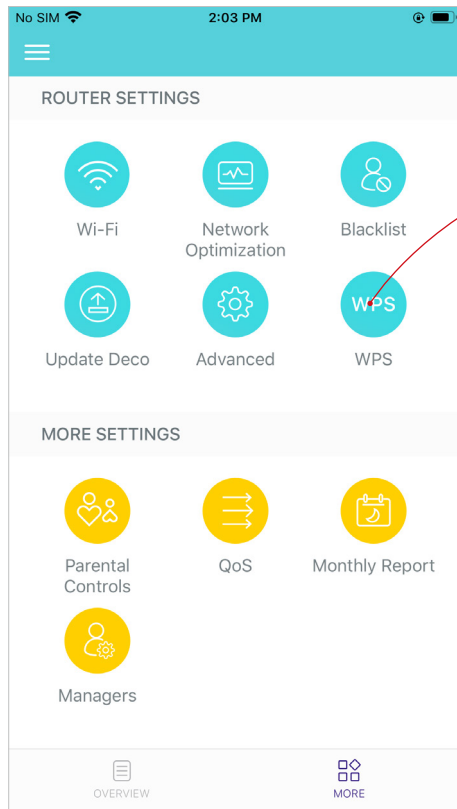 No SIM 2:03 PM
ROUTER SETTINGS
Wi-Fi Network Optimization Blacklist
WPS
Update Deco Advanced WPS
MORE SETTINGS
Parental Controls QoS Monthly Report
Managers
OVERVIEW MORE